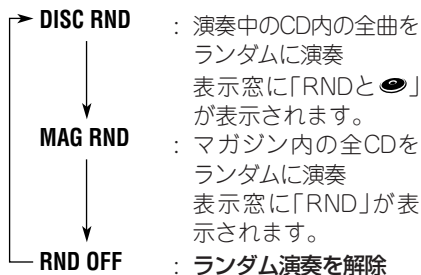 DISC RND : 演奏中のCD内の全曲を
ランダムに演奏
表示窓に「RNDと」
が表示されます。
MAG RND : マガジン内の全CDを
ランダムに演奏
表示窓に「RND」が表
示されます。
RND OFF : ランダム演奏を解除